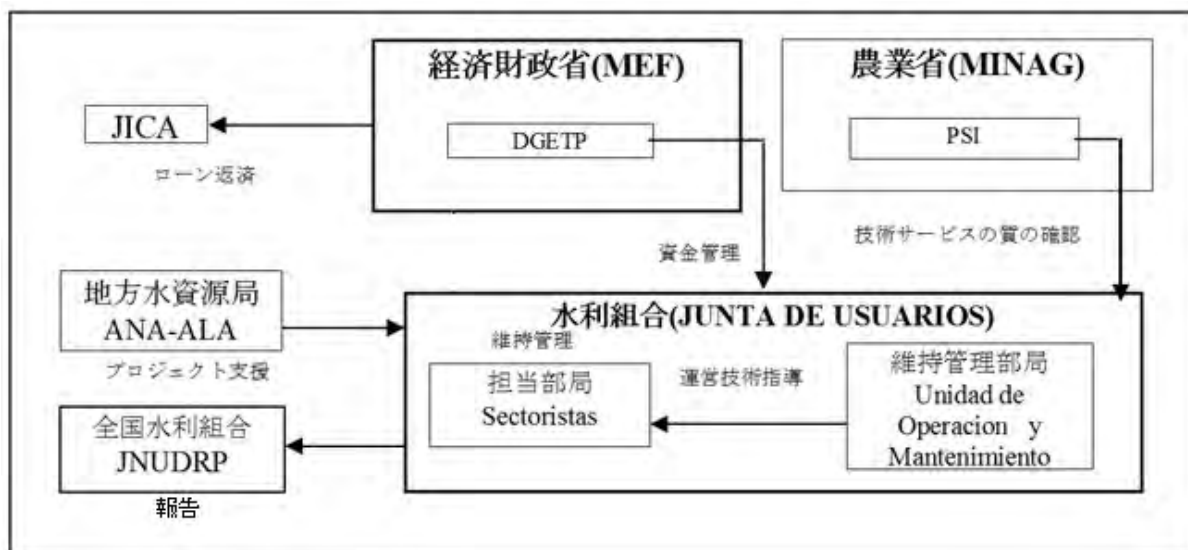 経済財政省(MEF)
農業省(MINAG)
JICA
DGETP
PSI
ローン返済
資金管理
技術サービスの質の確認
地方水資源局
ANA-ALA
プロジェクト支援
水利組合(JUNTA DE USUARIOS)
維持管理
担当部局
Sectoristas
運営技術指導
維持管理部局
Unidad de
Operacion y
Mantenimiento
全国水利組合
JNUDRP
報告